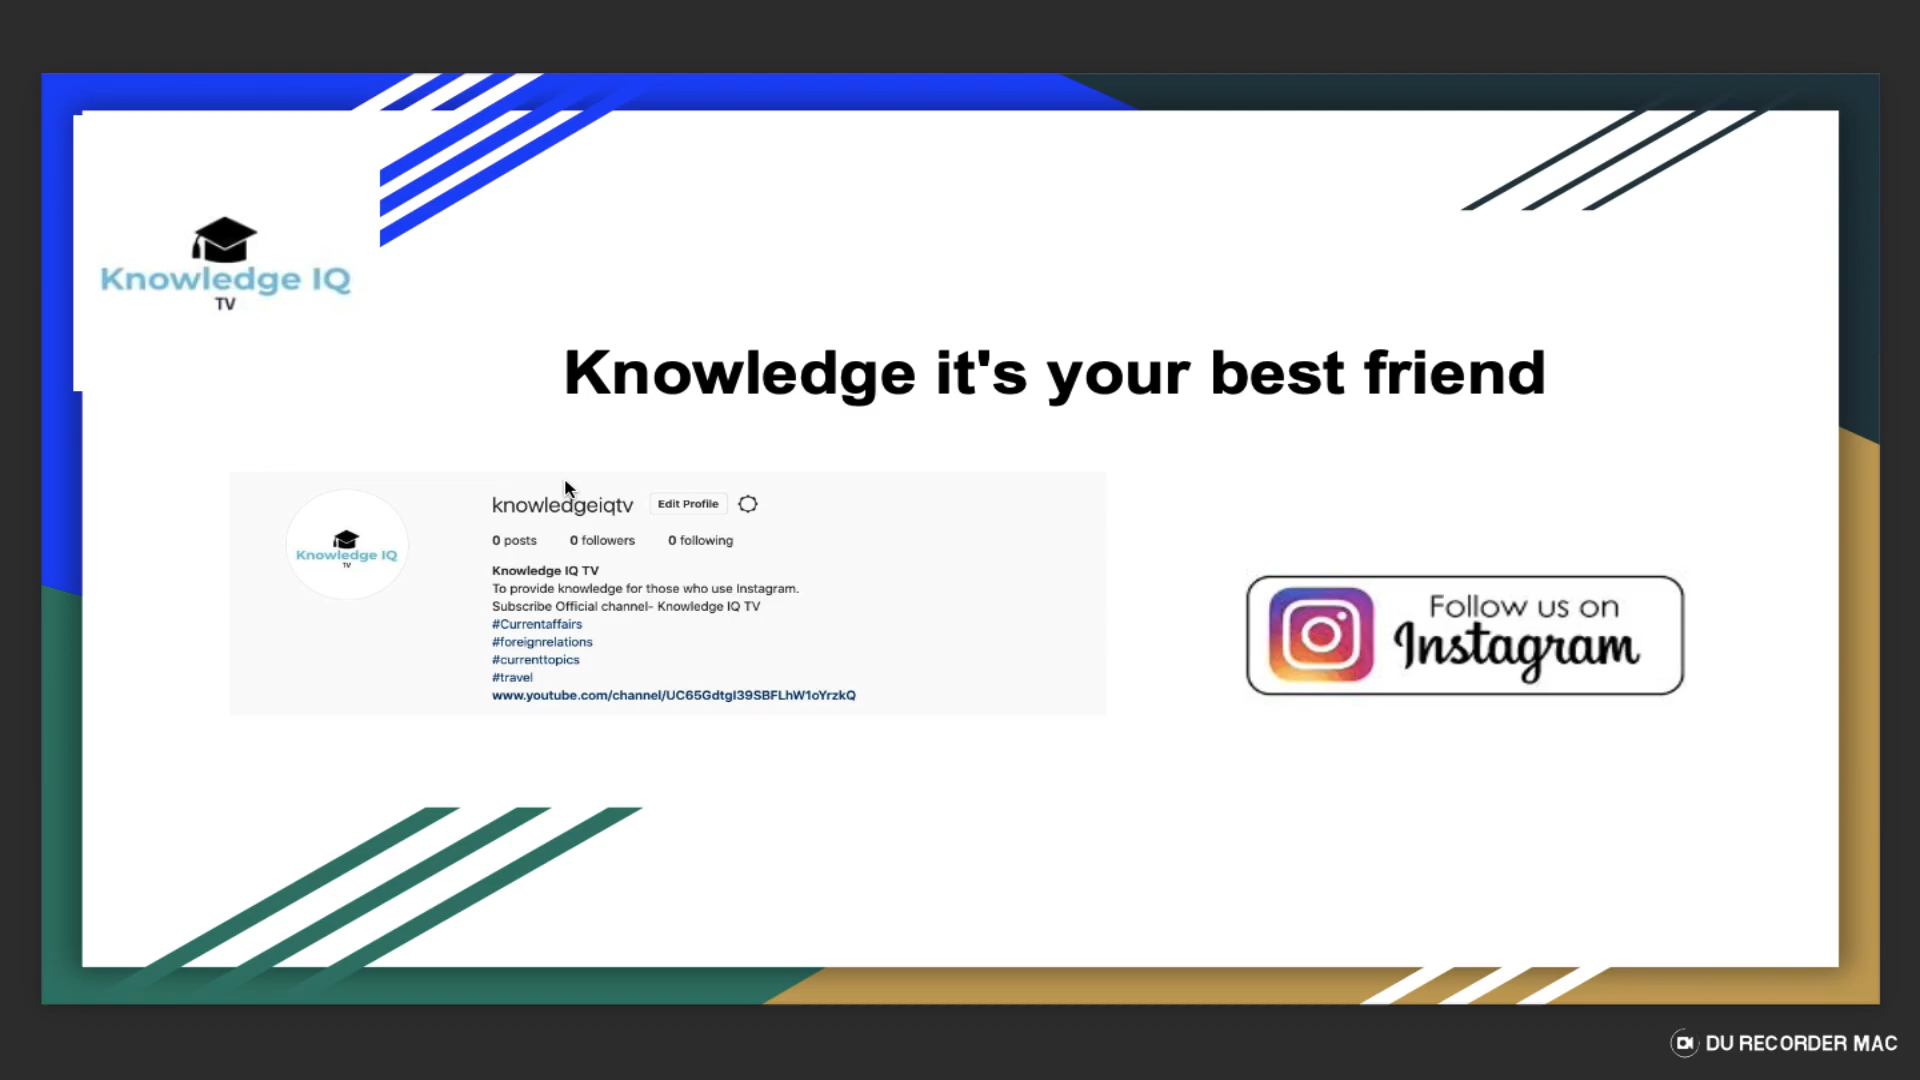 Knowledge IQ
TV
Knowledge it's your best friend
Knowledge IQ
TV
knowledgeiqtv Edit Profile
0 posts 0 followers 0 following
Knowledge IQ TV
To provide knowledge for those who use Instagram.
Subscribe Official channel- Knowledge IQ TV
#Currentaffairs
#foreignrelations
#currenttopics
#travel
www.youtube.com/channel/UC65GdtgI39SBFLhW1oYrzkQ
Follow us on
Instagram
DU RECORDER MAC